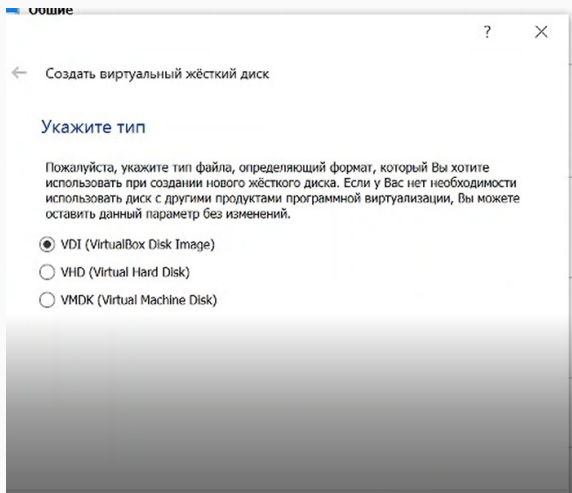 Общие
?
Создать виртуальный жёсткий диск
Укажите тип
Пожалуйста, укажите тип файла, определяющий формат, который Вы хотите
использовать при создании нового жёсткого диска. Если у Вас нет необходимости
использовать диск с другими продуктами программной виртуализации, Вы можете
оставить данный параметр без изменений.
VDI (VirtualBox Disk Image)
VHD (Virtual Hard Disk)
VMDK (Virtual Machine Disk)